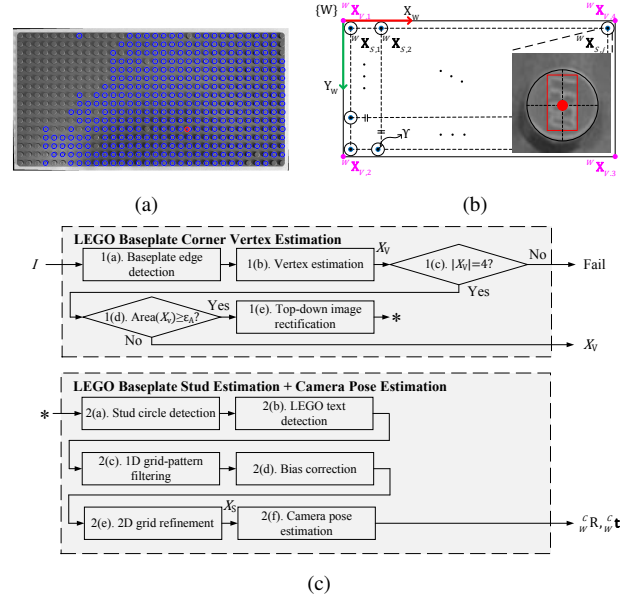 {W}
X_W
^W X_{V,1}
^W X_{V,4}
^W X_{S,1}
^W X_{S,2}
^W X_{S,J}
Y_W
ϒ
^W X_{V,2}
^W X_{V,3}
(a)
(b)
LEGO Baseplate Corner Vertex Estimation
I
1(a). Baseplate edge
detection
1(b). Vertex estimation
X_V
1(c). |X_V|=4?
No
Fail
Yes
1(d). Area(X_v)≥ε_A?
Yes
1(e). Top-down image
rectification
*
No
X_V
LEGO Baseplate Stud Estimation + Camera Pose Estimation
*
2(a). Stud circle detection
2(b). LEGO text
detection
2(c). 1D grid-pattern
filtering
2(d). Bias correction
2(e). 2D grid refinement
X_S
2(f). Camera pose
estimation
^C_W R, ^C_W t
(c)